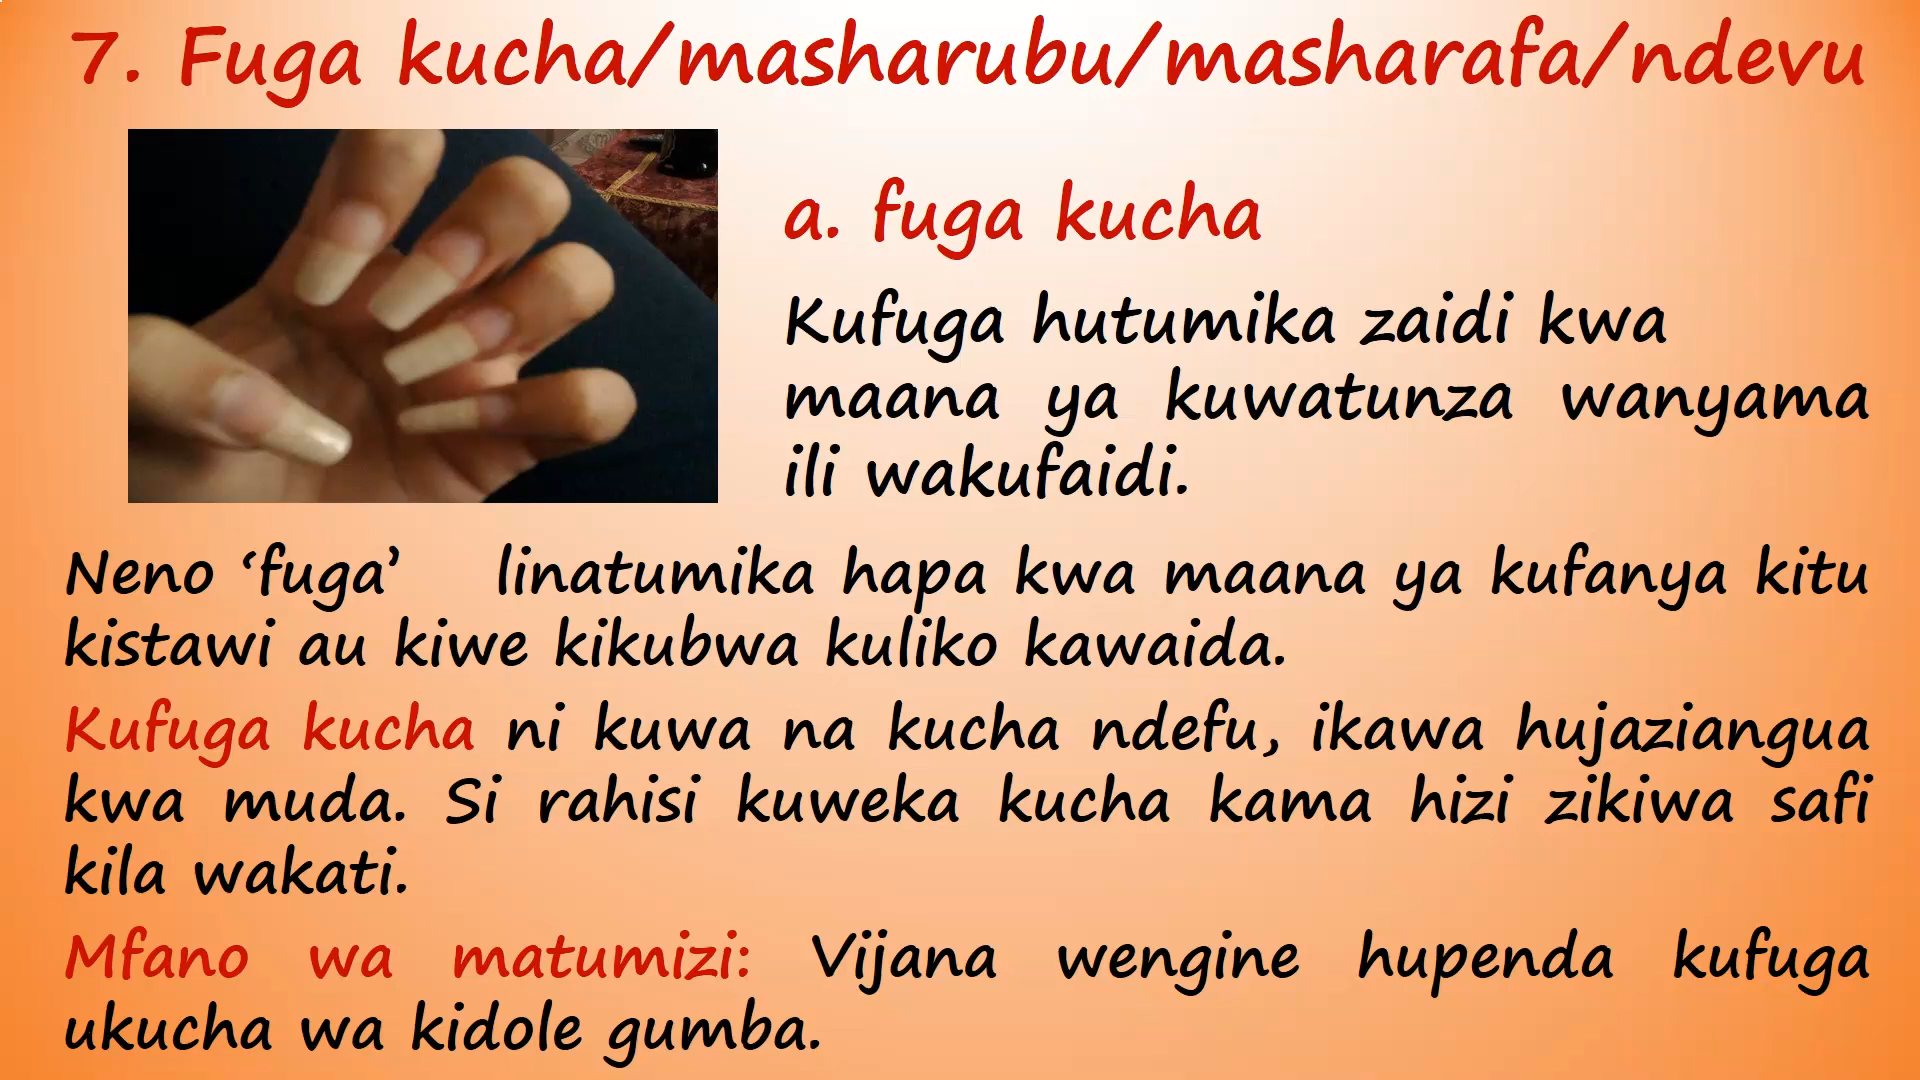 7. Fuga kucha/masharubu/masharafa/ndevu
a. fuga kucha
Kufuga hutumika zaidi kwa
maana ya kuwatunza wanyama
ili wakufaidi.
Neno ‘fuga’ linatumika hapa kwa maana ya kufanya kitu
kistawi au kiwe kikubwa kuliko kawaida.
Kufuga kucha ni kuwa na kucha ndefu, ikawa hujaziangua
kwa muda. Si rahisi kuweka kucha kama hizi zikiwa safi
kila wakati.
Mfano wa matumizi: Vijana wengine hupenda kufuga
ukucha wa kidole gumba.